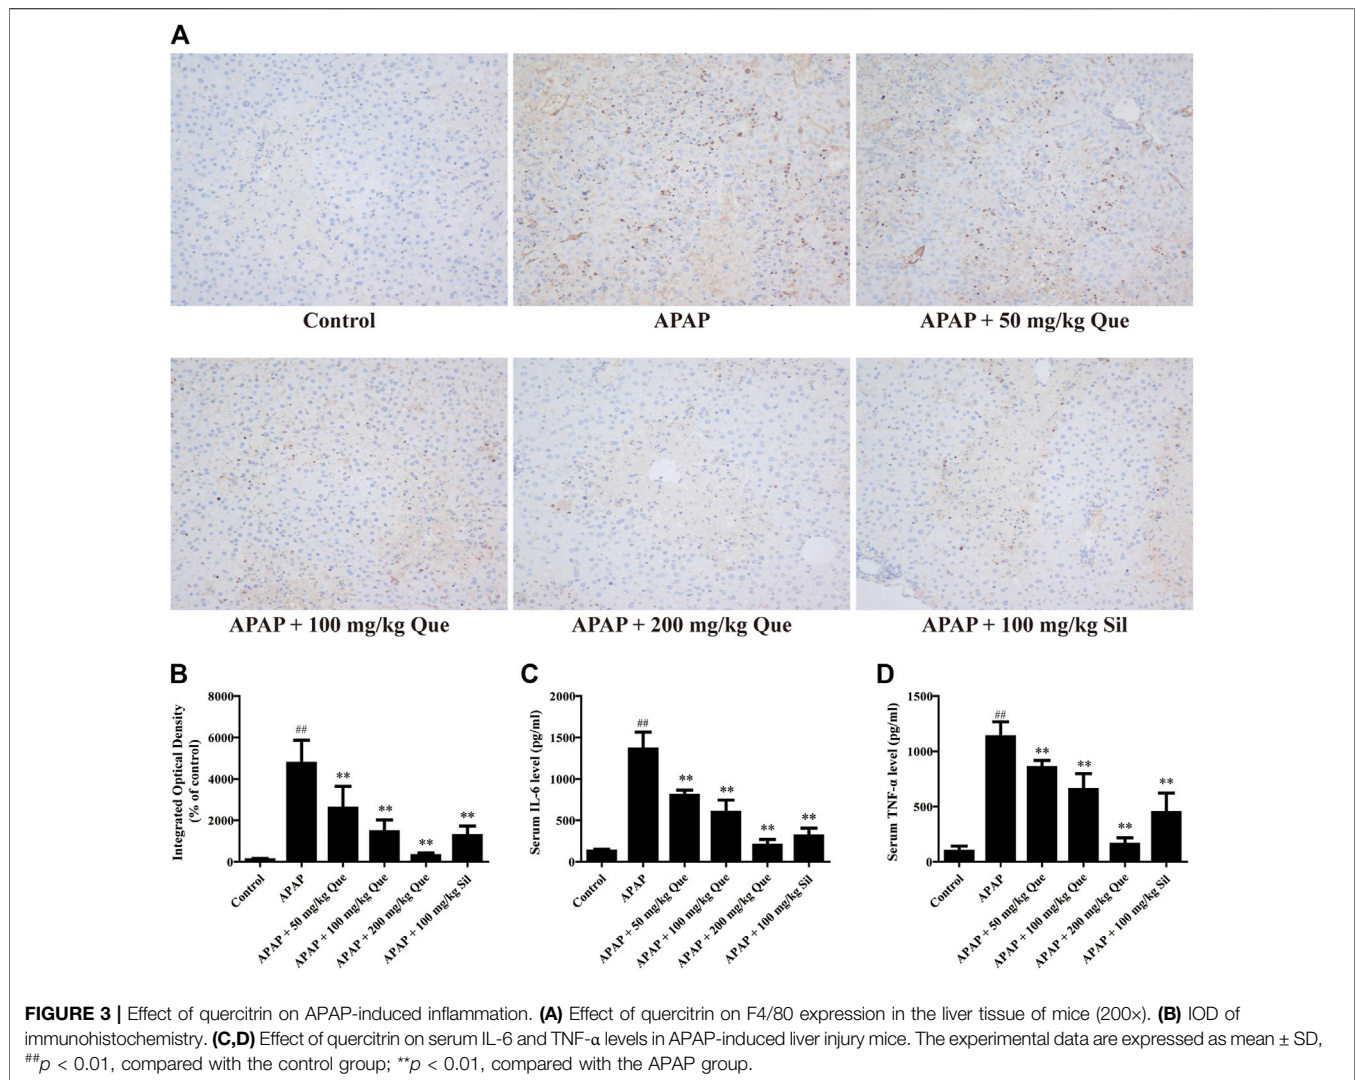 A
Control
APAP
APAP + 50 mg/kg Que
APAP + 100 mg/kg Que
APAP + 200 mg/kg Que
APAP + 100 mg/kg Sil
B
Integrated Optical Density
(% of control)
8000
6000
4000
2000
0
##
**
**
**
**
Control
APAP
APAP + 50 mg/kg Que
APAP + 100 mg/kg Que
APAP + 200 mg/kg Que
APAP + 100 mg/kg Sil
C
Serum IL-6 level (pg/ml)
2000
1500
1000
500
0
##
**
**
**
**
Control
APAP
APAP + 50 mg/kg Que
APAP + 100 mg/kg Que
APAP + 200 mg/kg Que
APAP + 100 mg/kg Sil
D
Serum TNF-α level (pg/ml)
1500
1000
500
0
##
**
**
**
**
Control
APAP
APAP + 50 mg/kg Que
APAP + 100 mg/kg Que
APAP + 200 mg/kg Que
APAP + 100 mg/kg Sil
FIGURE 3 | Effect of quercitrin on APAP-induced inflammation. (A) Effect of quercitrin on F4/80 expression in the liver tissue of mice (200×). (B) IOD of
immunohistochemistry. (C,D) Effect of quercitrin on serum IL-6 and TNF-α levels in APAP-induced liver injury mice. The experimental data are expressed as mean ± SD,
##p < 0.01, compared with the control group; **p < 0.01, compared with the APAP group.